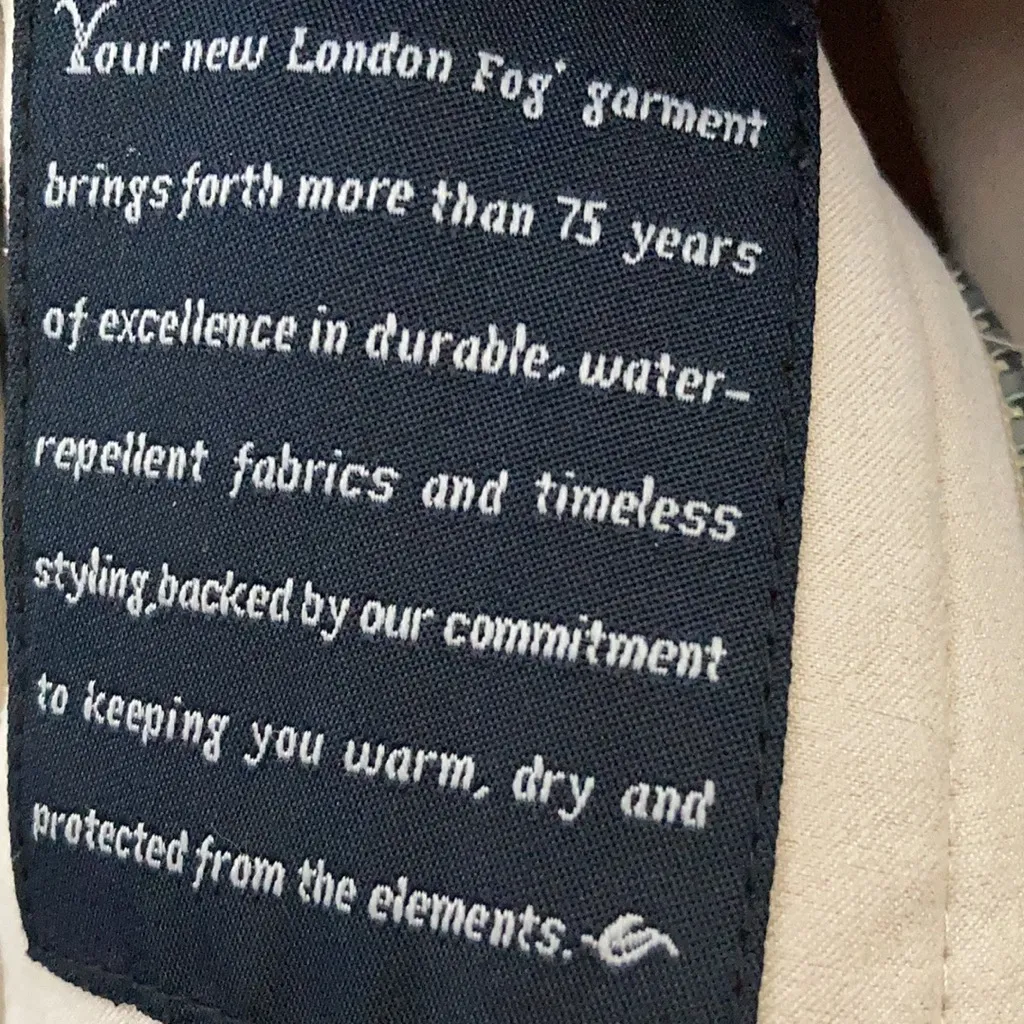 Your new London Fog® garment
brings forth more than 75 years
of excellence in durable, water-
repellent fabrics and timeless
styling, backed by our commitment
to keeping you warm, dry and
protected from the elements.